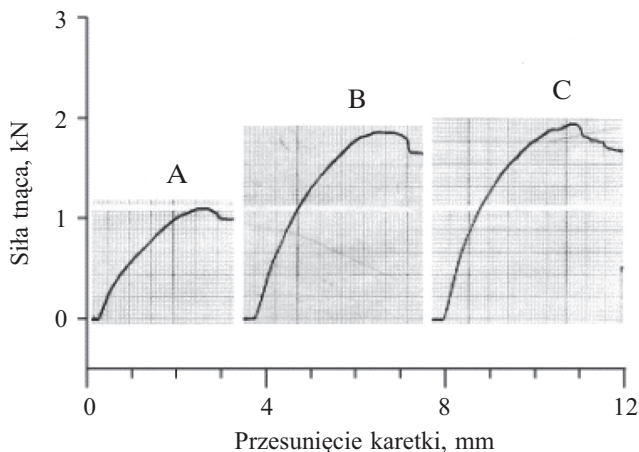 3
2
1
0
A
B
C
Siła tnąca, kN
0
4
8
12
Przesunięcie karetki, mm